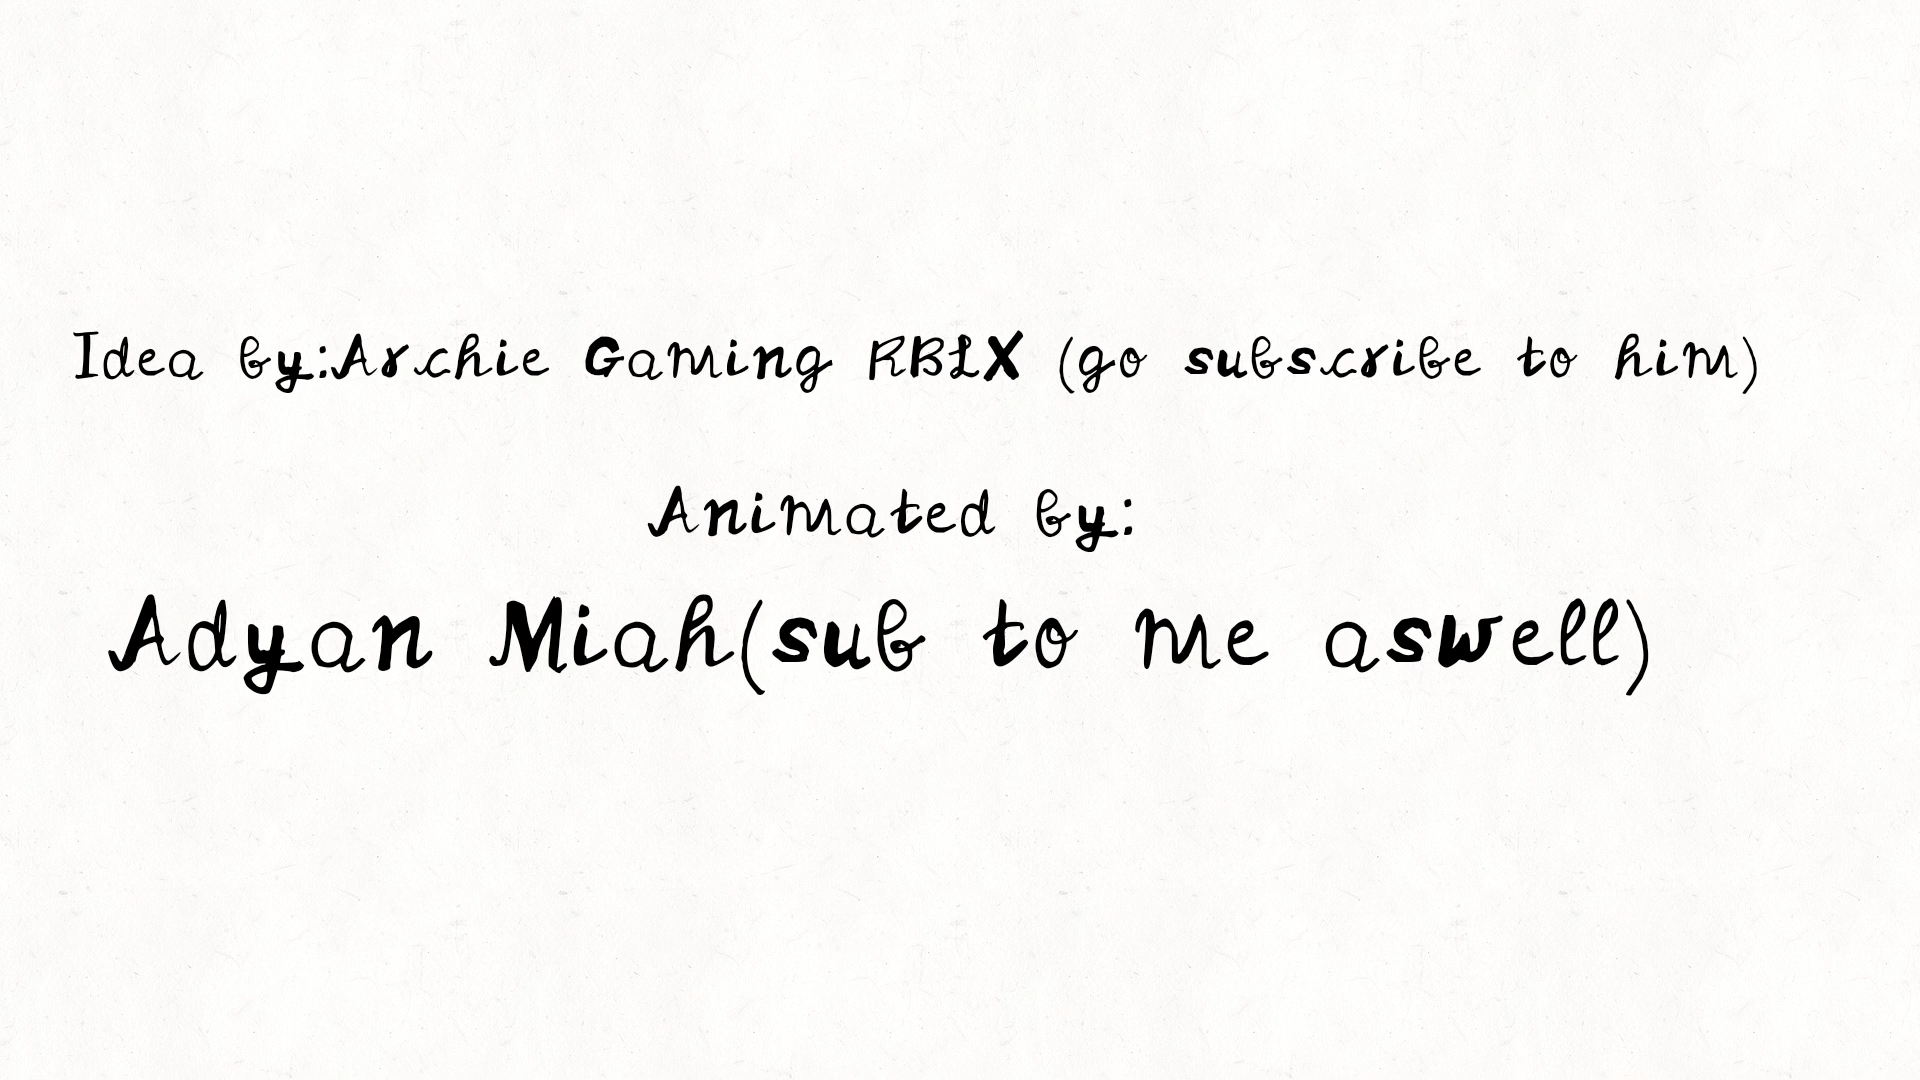 Idea by:Archie Gaming RBLX (go subscribe to him)
Animated by:
Adyan Miah(sub to me aswell)